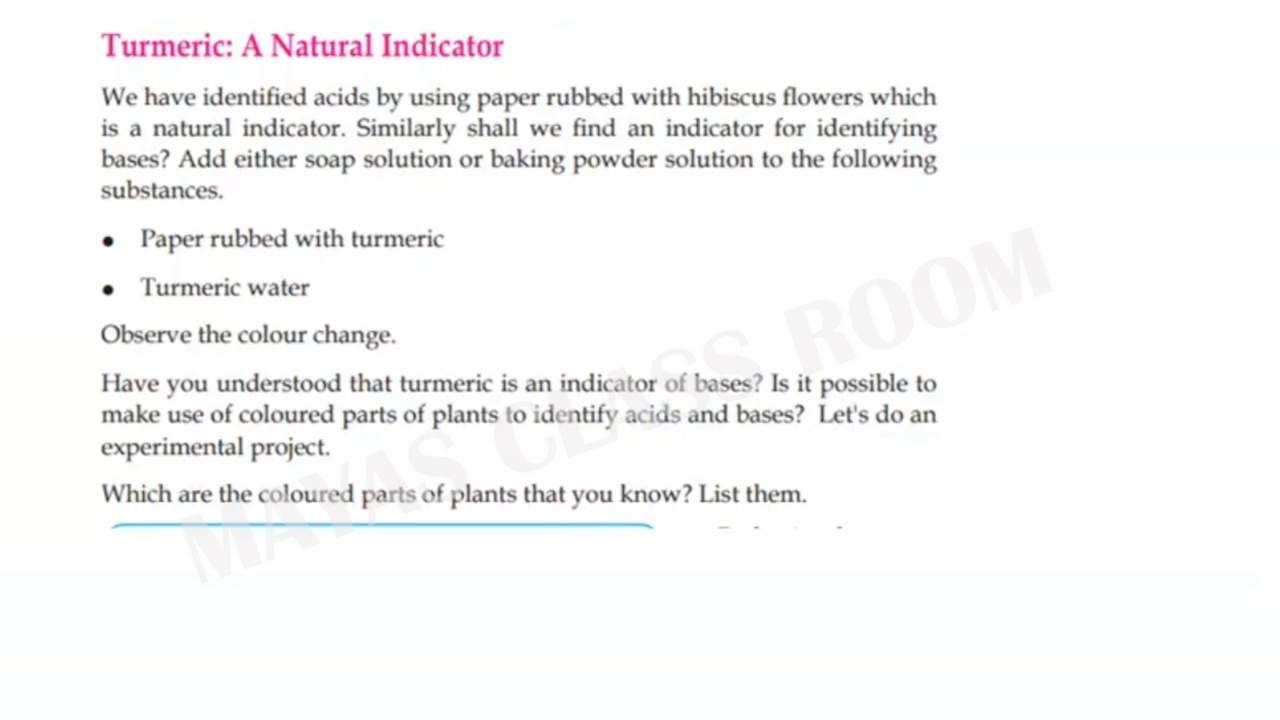 Turmeric: A Natural Indicator
We have identified acids by using paper rubbed with hibiscus flowers which
is a natural indicator. Similarly shall we find an indicator for identifying
bases? Add either soap solution or baking powder solution to the following
substances.
• Paper rubbed with turmeric
• Turmeric water
Observe the colour change.
Have you understood that turmeric is an indicator of bases? Is it possible to
make use of coloured parts of plants to identify acids and bases? Let's do an
experimental project.
Which are the coloured parts of plants that you know? List them.
MAYAS CLASS ROOM